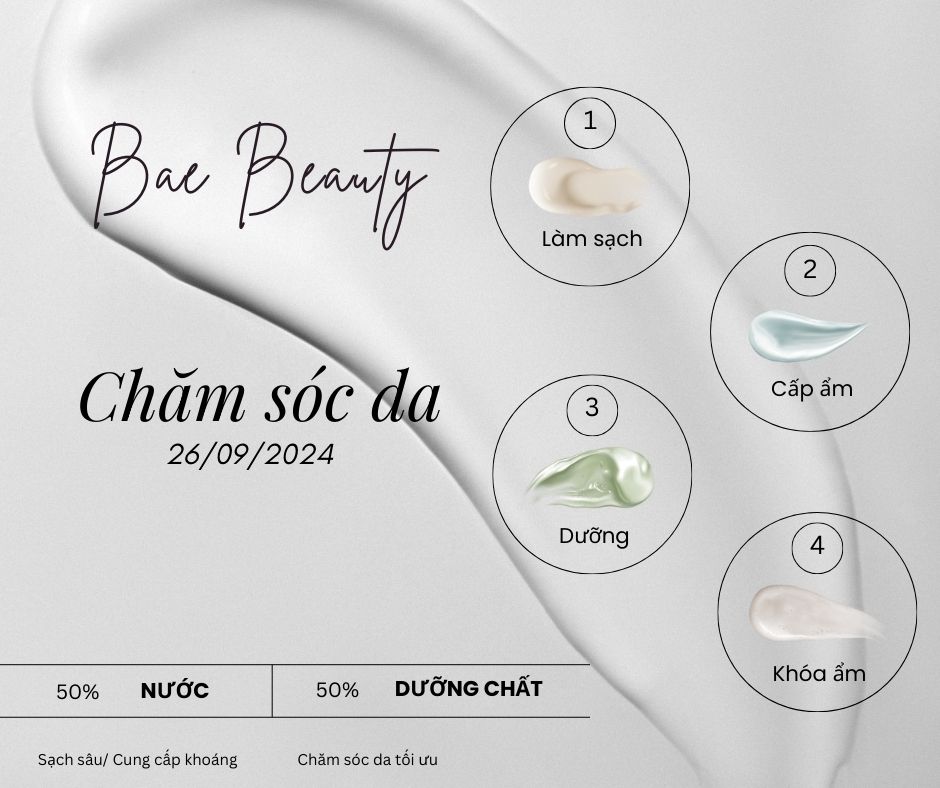 Bae Beauty
Chăm sóc da
26/09/2024
1
Làm sạch
2
Cấp ẩm
3
Dưỡng
4
Khóa ẩm
50% NƯỚC
50% DƯỠNG CHẤT
Sạch sâu/ Cung cấp khoáng
Chăm sóc da tối ưu